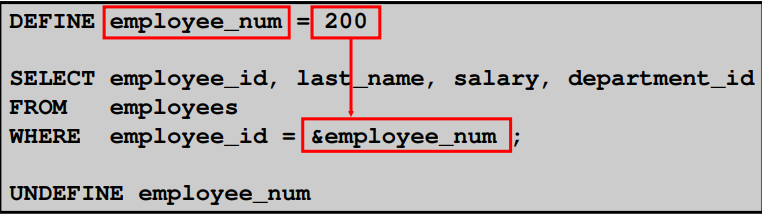 DEFINE employee_num = 200
SELECT employee_id, last_name, salary, department_id
FROM employees
WHERE employee_id = &employee_num ;
UNDEFINE employee_num